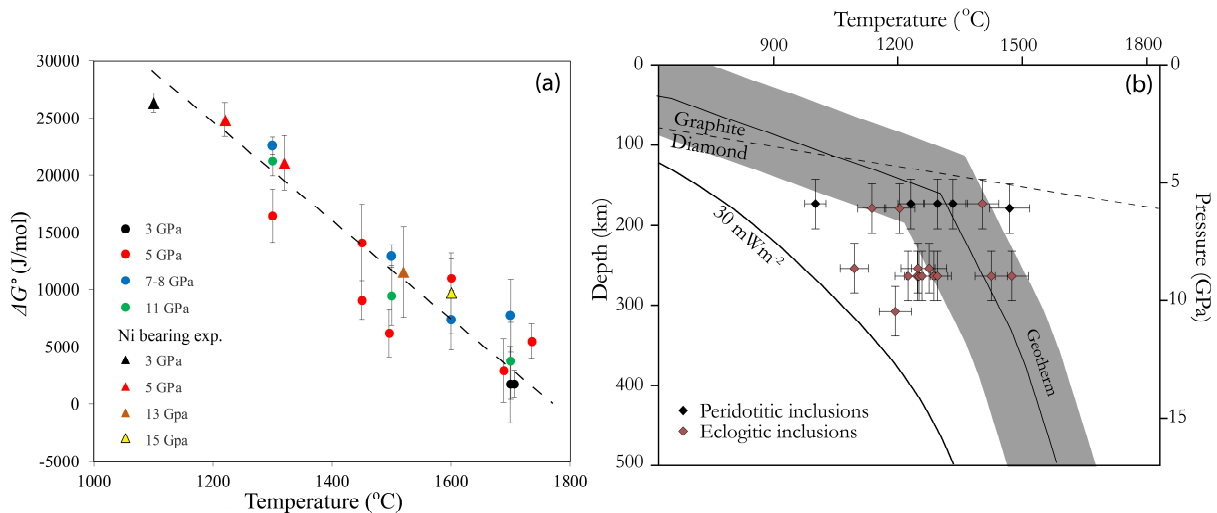 (a)
30000
25000
20000
15000
10000
5000
0
-5000
ΔG° (J/mol)
3 GPa
5 GPa
7-8 GPa
11 GPa
Ni bearing exp.
3 GPa
5 GPa
13 Gpa
15 Gpa
1000 1200 1400 1600 1800
Temperature (°C)
Temperature (°C)
900 1200 1500 1800
(b)
0
100
200
300
400
500
Depth (km)
0
5
10
15
Pressure (GPa)
Graphite
Diamond
30 mWm⁻²
Geotherm
Peridotitic inclusions
Eclogitic inclusions